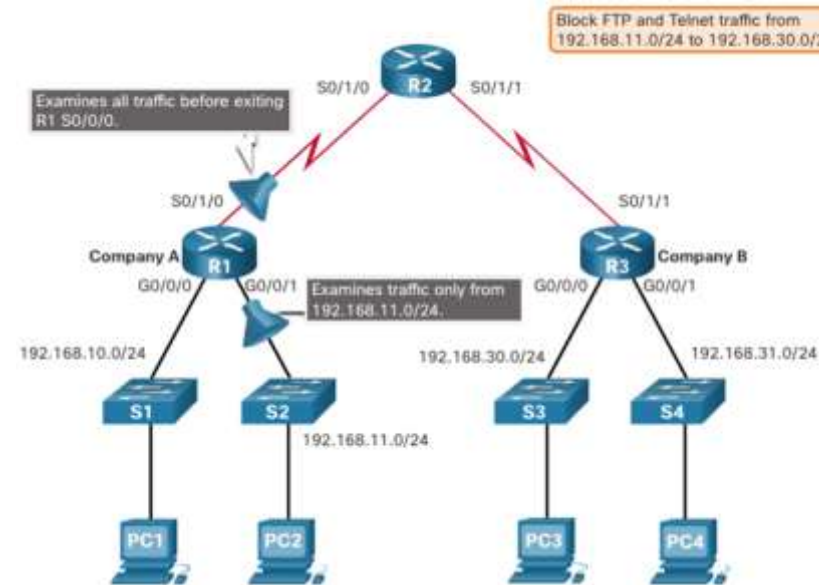 Block FTP and Telnet traffic from
192.168.11.0/24 to 192.168.30.0/2
R2
S0/1/0
S0/1/1
Examines all traffic before exiting
R1 S0/0/0.
S0/1/0
S0/1/1
Company A
R1
R3
Company B
G0/0/0
G0/0/1
G0/0/0
G0/0/1
Examines traffic only from
192.168.11.0/24.
192.168.10.0/24
192.168.30.0/24
192.168.31.0/24
S1
S2
S3
S4
192.168.11.0/24
PC1
PC2
PC3
PC4